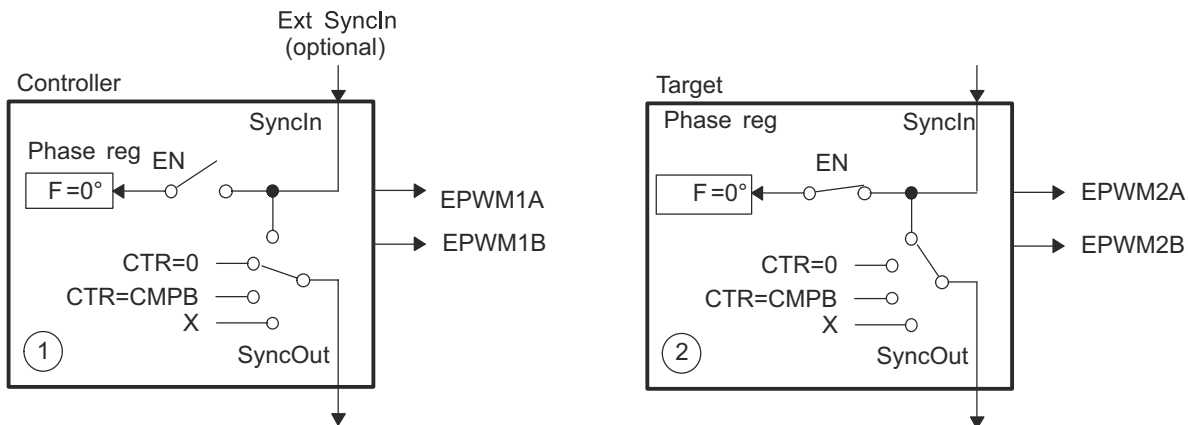 Ext SyncIn
(optional)
Controller
SyncIn
Phase reg
EN
F=0°
EPWM1A
EPWM1B
CTR=0
CTR=CMPB
X
1
SyncOut
Target
Phase reg
SyncIn
EN
F=0°
EPWM2A
EPWM2B
CTR=0
CTR=CMPB
X
2
SyncOut